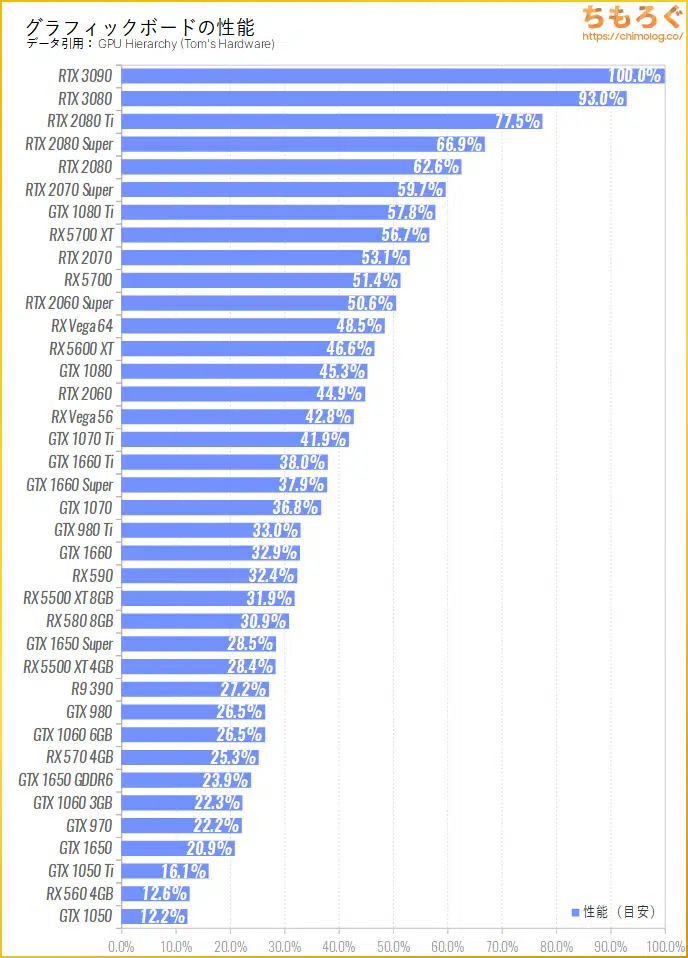 グラフィックボードの性能
データ引用： GPU Hierarchy (Tom's Hardware)
ちもろぐ
https://chimolog.co/
RTX 3090 100.0%
RTX 3080 93.0%
RTX 2080 Ti 77.5%
RTX 2080 Super 66.9%
RTX 2080 62.6%
RTX 2070 Super 59.7%
GTX 1080 Ti 57.8%
RX 5700 XT 56.7%
RTX 2070 53.1%
RX 5700 51.4%
RTX 2060 Super 50.6%
RX Vega 64 48.5%
RX 5600 XT 46.6%
GTX 1080 45.3%
RTX 2060 44.9%
RX Vega 56 42.8%
GTX 1070 Ti 41.9%
GTX 1660 Ti 38.0%
GTX 1660 Super 37.9%
GTX 1070 36.8%
GTX 980 Ti 33.0%
GTX 1660 32.9%
RX 590 32.4%
RX 5500 XT 8GB 31.9%
RX 580 8GB 30.9%
GTX 1650 Super 28.5%
RX 5500 XT 4GB 28.4%
R9 390 27.2%
GTX 980 26.5%
GTX 1060 6GB 26.5%
RX 570 4GB 25.3%
GTX 1650 GDDR6 23.9%
GTX 1060 3GB 22.3%
GTX 970 22.2%
GTX 1650 20.9%
GTX 1050 Ti 16.1%
RX 560 4GB 12.6%
GTX 1050 12.2%
性能（目安）
0.0% 10.0% 20.0% 30.0% 40.0% 50.0% 60.0% 70.0% 80.0% 90.0% 100.0%